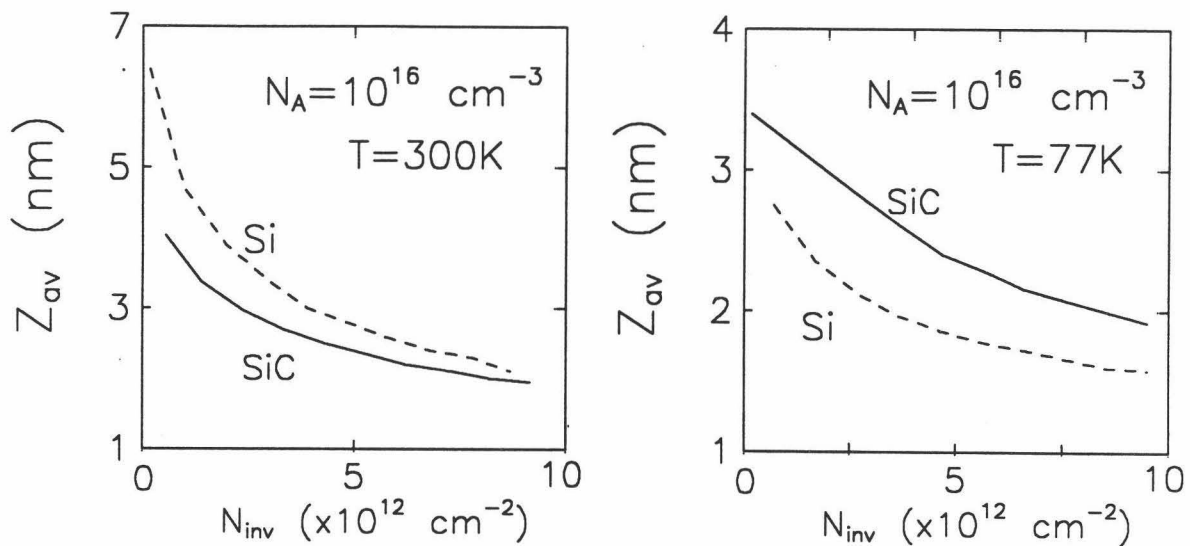 7
5
3
1
Z_av (nm)
N_A=10^16 cm^-3
T=300K
Si
SiC
0
5
10
N_inv (x10^12 cm^-2)
4
3
2
1
Z_av (nm)
N_A=10^16 cm^-3
T=77K
SiC
Si
0
5
10
N_inv (x10^12 cm^-2)